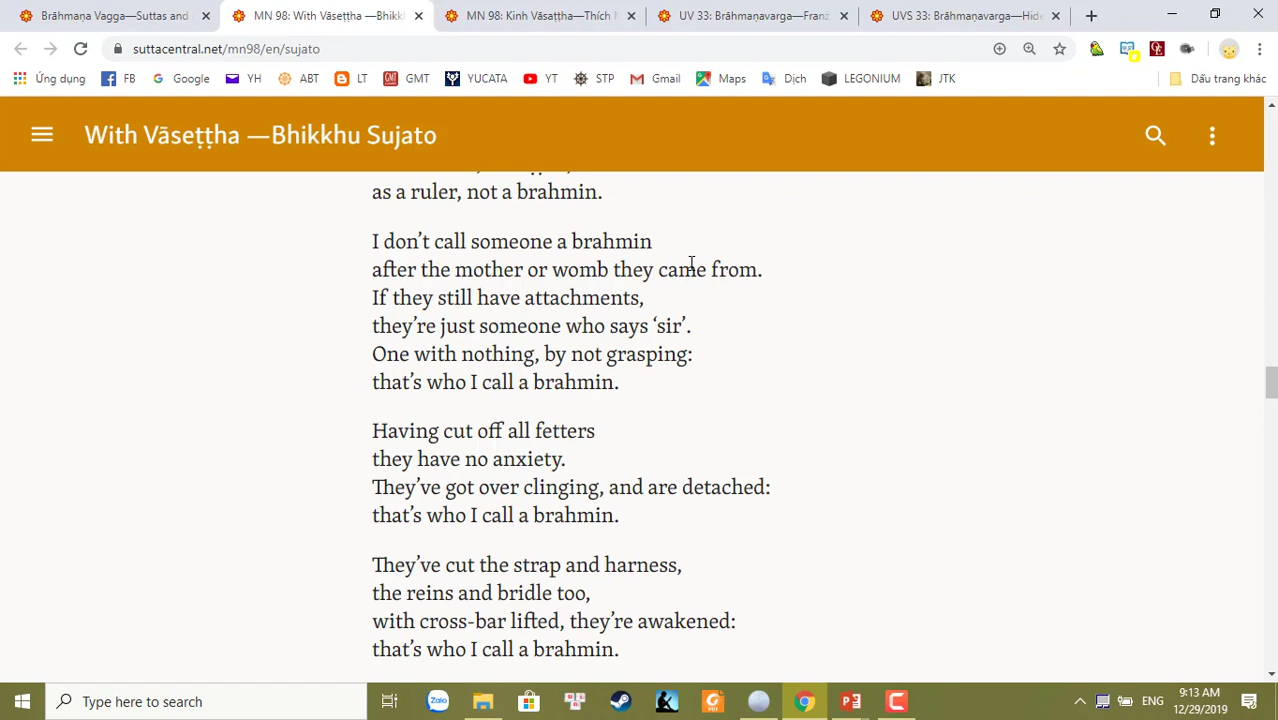 Brāhmaṇa Vagga—Suttas and
MN 98: With Vāseṭṭha —Bhikkh
MN 98: Kinh Vāsaṭṭha—Thích M
UV 33: Brāhmaṇavarga—Franz
UVS 33: Brāhmaṇavarga—Hide
suttacentral.net/mn98/en/sujato
Ứng dụng FB Google YH ABT LT GMT YUCATA YT STP Gmail Maps Dịch LEGONIUM JTK Dấu trang khác
With Vāseṭṭha —Bhikkhu Sujato
as a ruler, not a brahmin.
I don’t call someone a brahmin
after the mother or womb they came from.
If they still have attachments,
they’re just someone who says ‘sir’.
One with nothing, by not grasping:
that’s who I call a brahmin.
Having cut off all fetters
they have no anxiety.
They’ve got over clinging, and are detached:
that’s who I call a brahmin.
They’ve cut the strap and harness,
the reins and bridle too,
with cross-bar lifted, they’re awakened:
that’s who I call a brahmin.
Type here to search
Zalo
ENG
9:13 AM
12/29/2019